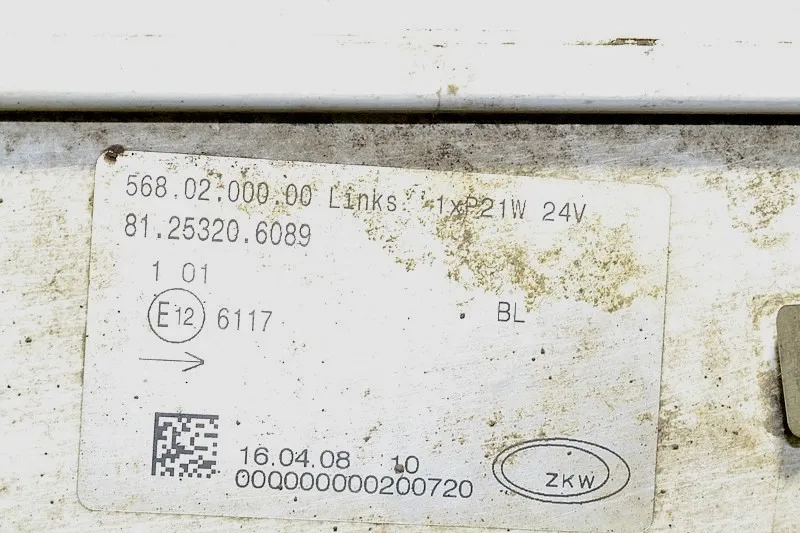 568.02.000.00 Links 1xP21W 24V
81.25320.6089
1 01
E12 6117
BL
16.04.08 10
000000000200720
ZKW